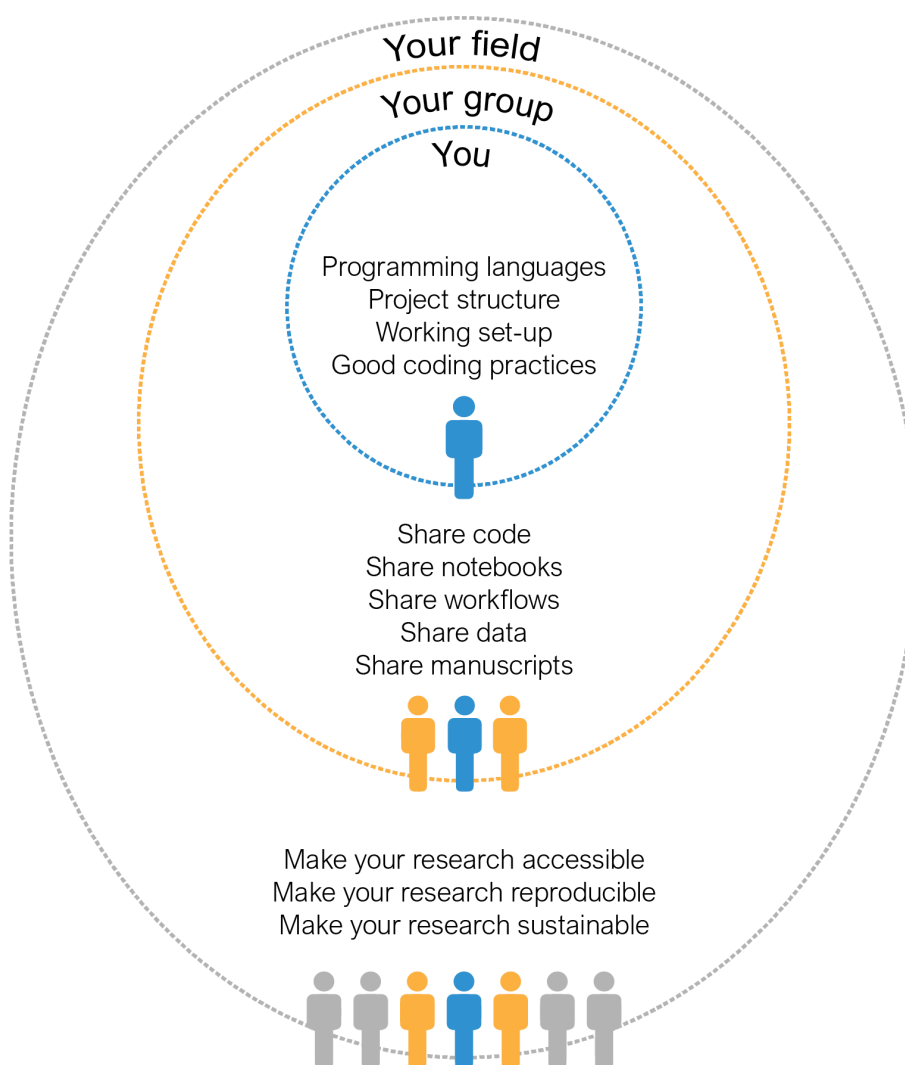 Your field
Your group
You
Programming languages
Project structure
Working set-up
Good coding practices
Share code
Share notebooks
Share workflows
Share data
Share manuscripts
Make your research accessible
Make your research reproducible
Make your research sustainable